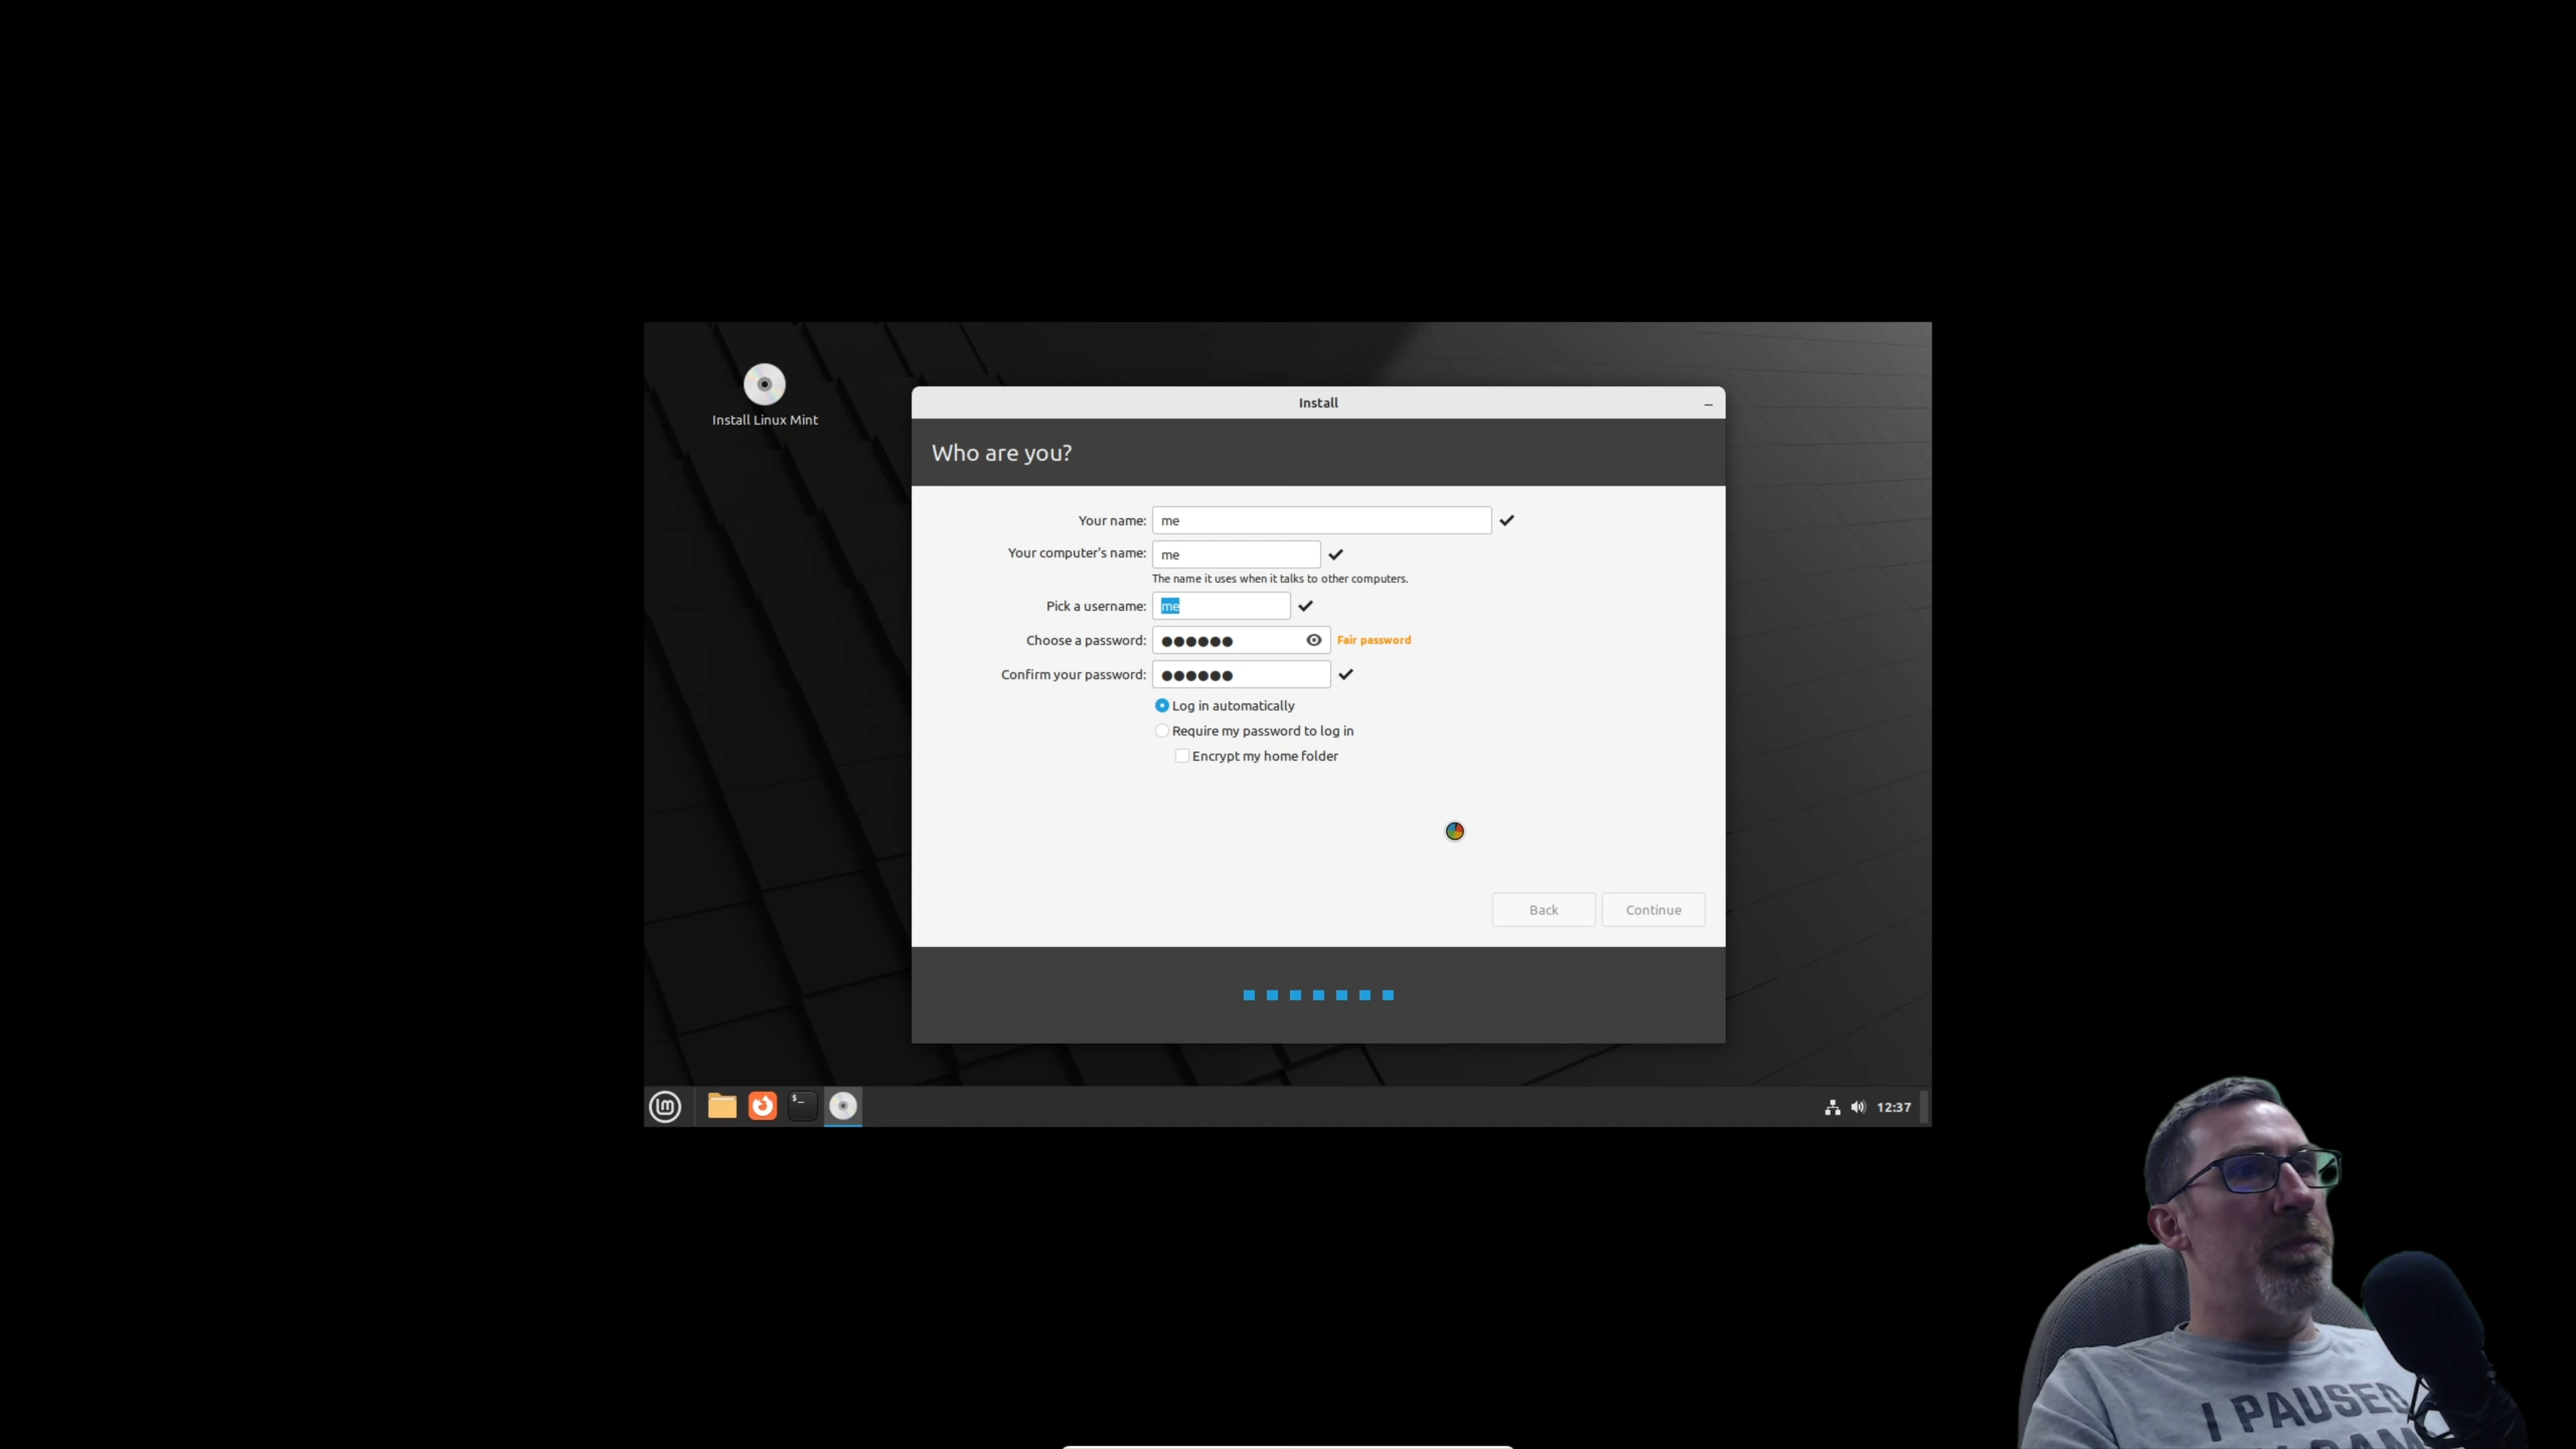 Install Linux Mint
Install
Who are you?
Your name: me
Your computer's name: me
The name it uses when it talks to other computers.
Pick a username: me
Choose a password: ●●●●●● Fair password
Confirm your password: ●●●●●●
Log in automatically
Require my password to log in
Encrypt my home folder
Back Continue
12:37
I PAUSED